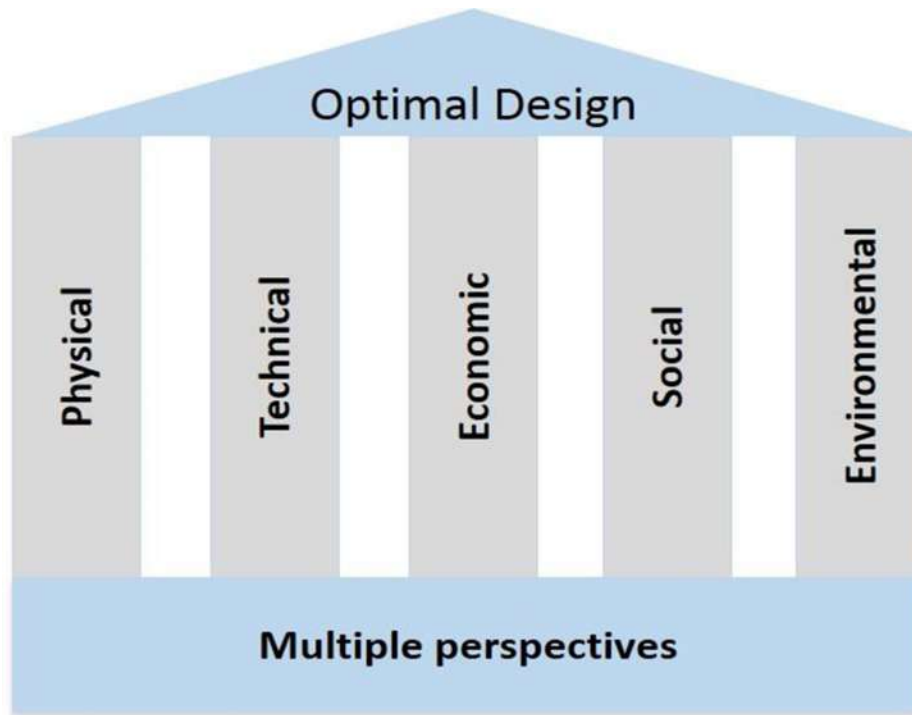 Optimal Design
Physical
Technical
Economic
Social
Environmental
Multiple perspectives